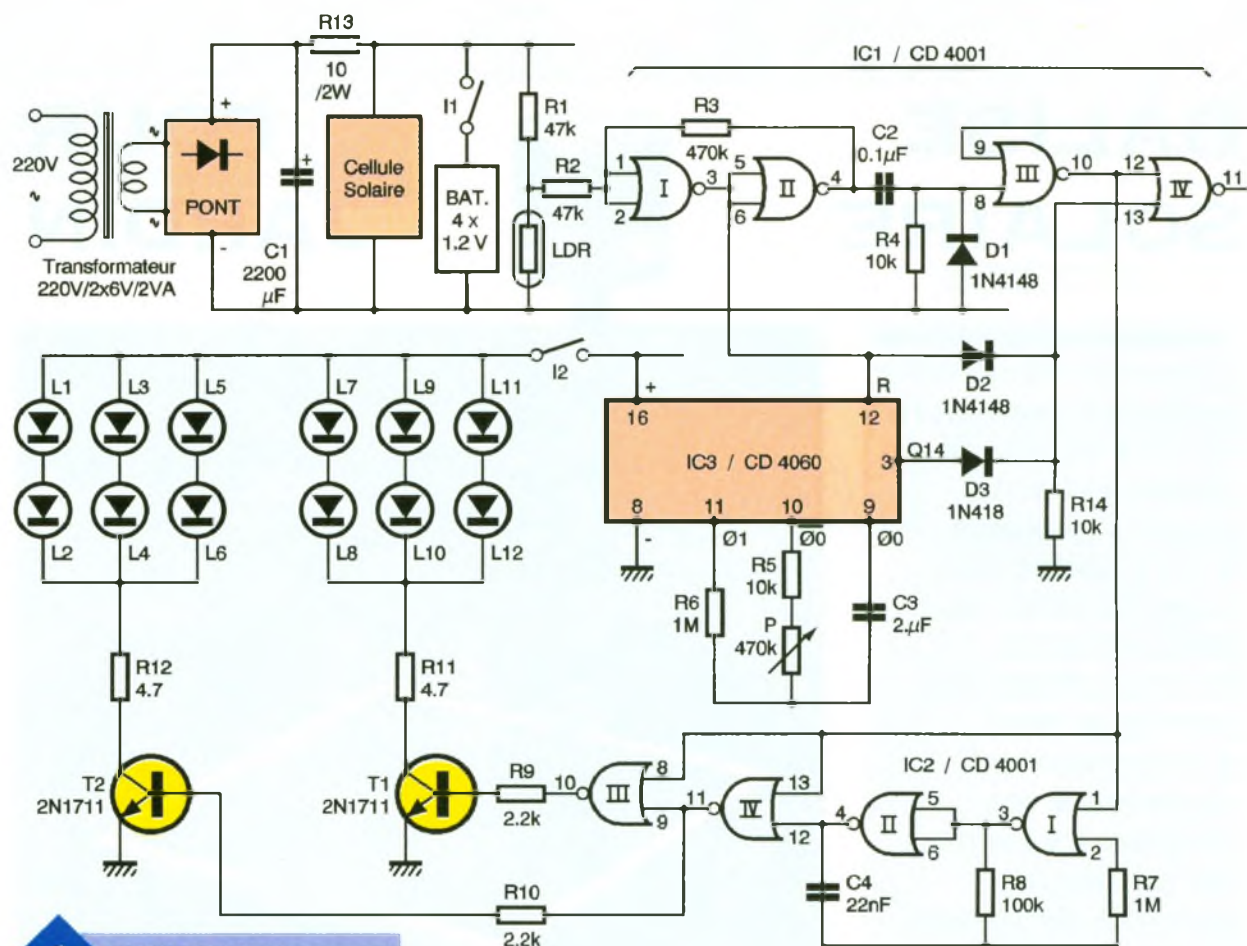 R13
10
/2W
IC1 / CD 4001
220V
~
~
~
+
-
PONT
Transformateur
220V/2x6V/2VA
+
C1
2200
µF
Cellule
Solaire
I1
BAT.
4 x
1.2 V
R1
47k
R2
47k
LDR
R3
470k
1
2
I
3
5
6
II
4
C2
0.1µF
R4
10k
D1
1N4148
9
8
III
10
12
13
IV
11
L1
L3
L5
L7
L9
L11
L2
L4
L6
L8
L10
L12
I2
+
16
R
12
IC3 / CD 4060
3
Q14
8
-
11
Ø1
10
Ø0
9
Ø0
D2
1N4148
D3
1N418
R14
10k
R5
10k
R6
1M
P
470k
C3
2.µF
R12
4.7
R11
4.7
T2
2N1711
T1
2N1711
R9
2.2k
10
III
8
9
11
IV
13
12
IC2 / CD 4001
4
II
5
6
3
I
1
2
C4
22nF
R8
100k
R7
1M
R10
2.2k